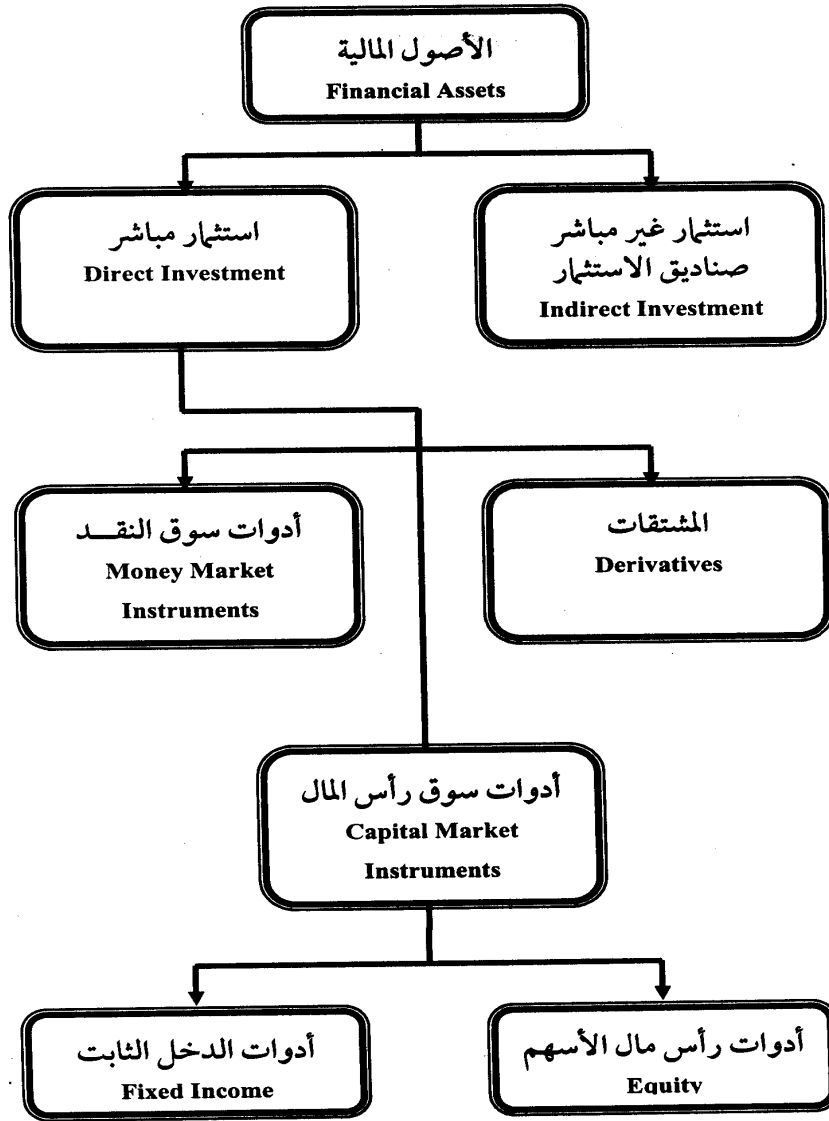 الأصول المالية
Financial Assets
استثمار مباشر
Direct Investment
استثمار غير مباشر
صناديق الاستثمار
Indirect Investment
أدوات سوق النقــد
Money Market
Instruments
المشتقات
Derivatives
أدوات سوق رأس المال
Capital Market
Instruments
أدوات الدخل الثابت
Fixed Income
أدوات رأس مال الأسهم
Equity